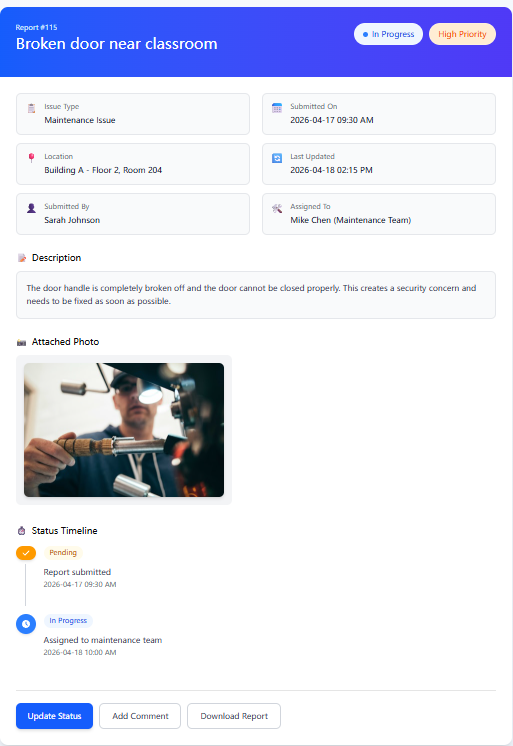 Report #115
Broken door near classroom
In Progress
High Priority
Issue Type
Maintenance Issue
Submitted On
2026-04-17 09:30 AM
Location
Building A - Floor 2, Room 204
Last Updated
2026-04-18 02:15 PM
Submitted By
Sarah Johnson
Assigned To
Mike Chen (Maintenance Team)
Description
The door handle is completely broken off and the door cannot be closed properly. This creates a security concern and
needs to be fixed as soon as possible.
Attached Photo
Status Timeline
Pending
Report submitted
2026-04-17 09:30 AM
In Progress
Assigned to maintenance team
2026-04-18 10:00 AM
Update Status
Add Comment
Download Report